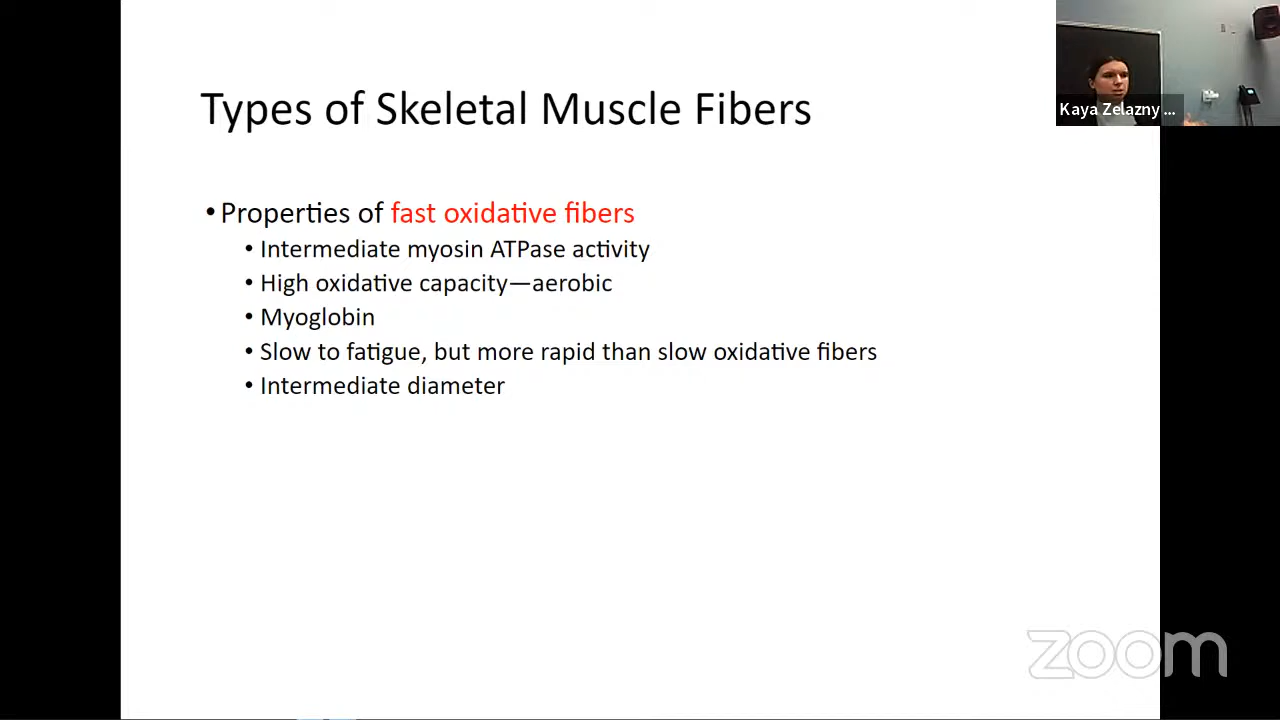 Types of Skeletal Muscle Fibers
Kaya Zelazny ...
• Properties of fast oxidative fibers
• Intermediate myosin ATPase activity
• High oxidative capacity—aerobic
• Myoglobin
• Slow to fatigue, but more rapid than slow oxidative fibers
• Intermediate diameter
zoom